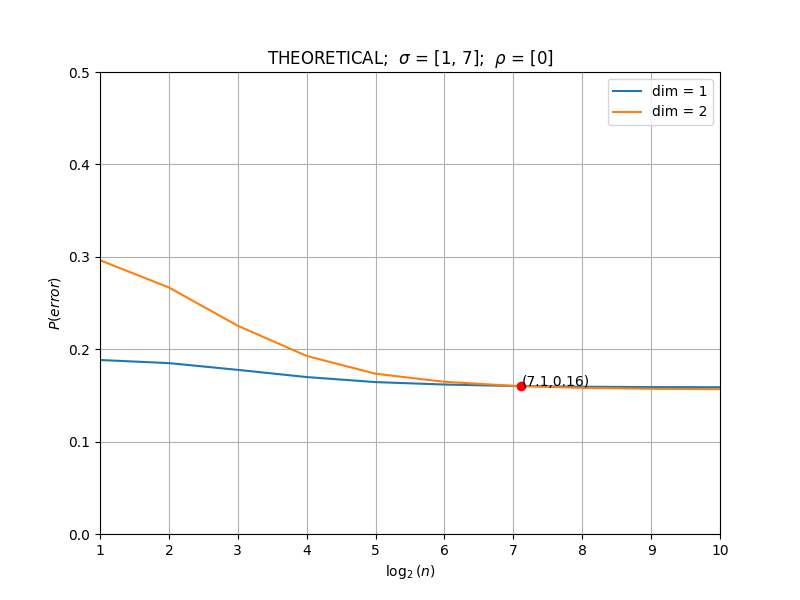 THEORETICAL;  σ = [1, 7];  ρ = [0]
dim = 1
dim = 2
0.5
0.4
0.3
0.2
0.1
0.0
P(error)
(7.1,0.16)
1 2 3 4 5 6 7 8 9 10
log₂(n)